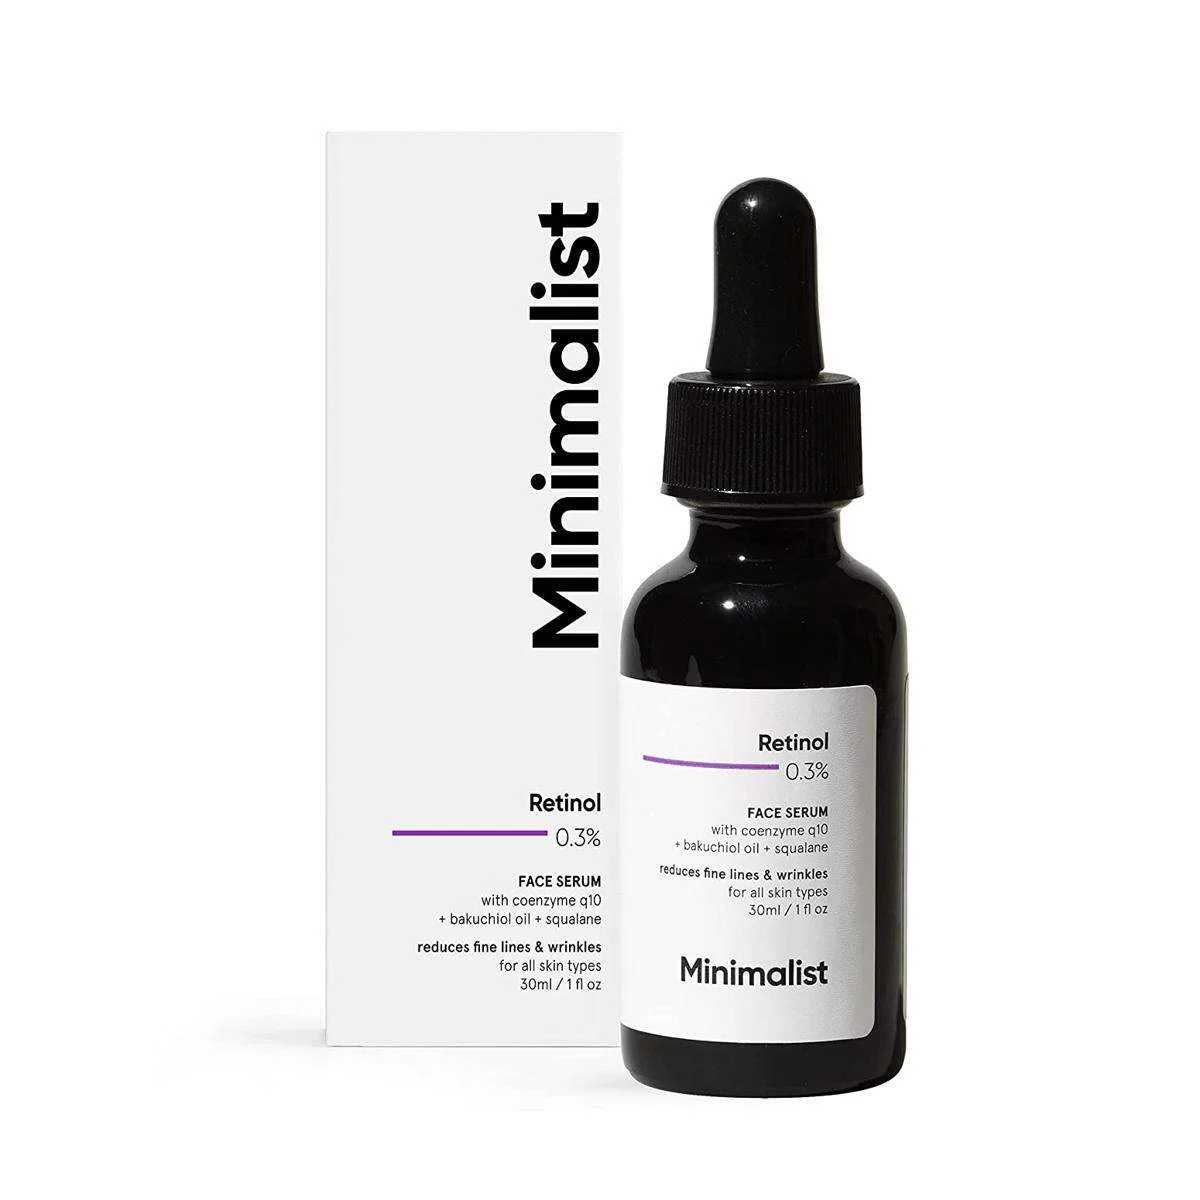 Minimalist
Retinol
0.3%
FACE SERUM
with coenzyme q10
+ bakuchiol oil + squalane
reduces fine lines & wrinkles
for all skin types
30ml / 1 fl oz
Retinol
0.3%
FACE SERUM
with coenzyme q10
+ bakuchiol oil + squalane
reduces fine lines & wrinkles
for all skin types
30ml / 1 fl oz
Minimalist